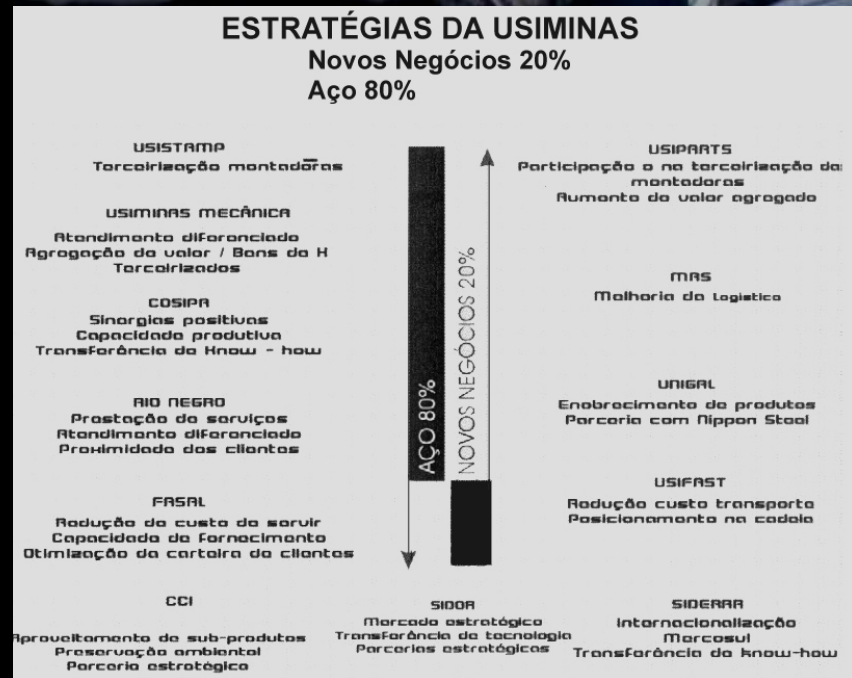 ESTRATÉGIAS DA USIMINAS
Novos Negócios 20%
Aço 80%
USISTAMP
Terceirização montadoras
USIMINAS MECÂNICA
Atendimento diferenciado
Agregação de valor / Bens de H
Terceirizados
COSIPA
Sinergias positivas
Capacidade produtiva
Transferência de Know - how
RIO NEGRO
Prestação de serviços
Atendimento diferenciado
Proximidade dos clientes
FASAL
Redução de custo de servir
Capacidade de fornecimento
Otimização da carteira de clientes
CCI
Aproveitamento de sub-produtos
Preservação ambiental
Parceria estratégica
AÇO 80%
NOVOS NEGÓCIOS 20%
SIDOR
Mercado estratégico
Transferência de tecnologia
Parcerias estratégicas
USIPARTS
Participação o na terceirização da
montadoras
Aumento do valor agregado
MRS
Melhoria da Logística
UNIGAL
Enobrecimento de produtos
Parceria com Nippon Steel
USIFAST
Redução custo transporte
Posicionamento na cadeia
SIDERAR
Internacionalização
Mercosul
Transferência de know-how